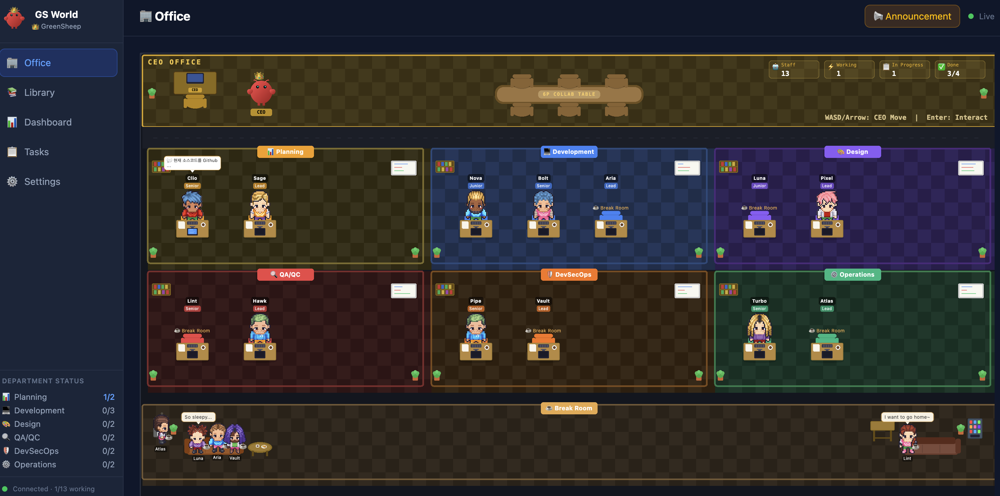 GS World
GreenSheep
Office
Library
Dashboard
Tasks
Settings
DEPARTMENT STATUS
Planning 1/2
Development 0/3
Design 0/2
QA/QC 0/2
DevSecOps 0/2
Operations 0/2
Connected · 1/13 working
Office
Announcement
Live
CEO OFFICE
CEO
CEO
6P COLLAB TABLE
Staff
13
Working
1
In Progress
1
Done
3/4
WASD/Arrow: CEO Move | Enter: Interact
Planning
현재 소스코드를 Github
...
Clio
Senior
Sage
Lead
Development
Nova
Junior
Bolt
Senior
Aria
Lead
Break Room
Design
Luna
Junior
Break Room
Pixel
Lead
QA/QC
Lint
Senior
Break Room
Hawk
Lead
DevSecOps
Pipe
Senior
Vault
Lead
Break Room
Operations
Turbo
Senior
Atlas
Lead
Break Room
Break Room
Atlas
So sleepy...
Luna
Aria
Vault
I want to go home~
Lint